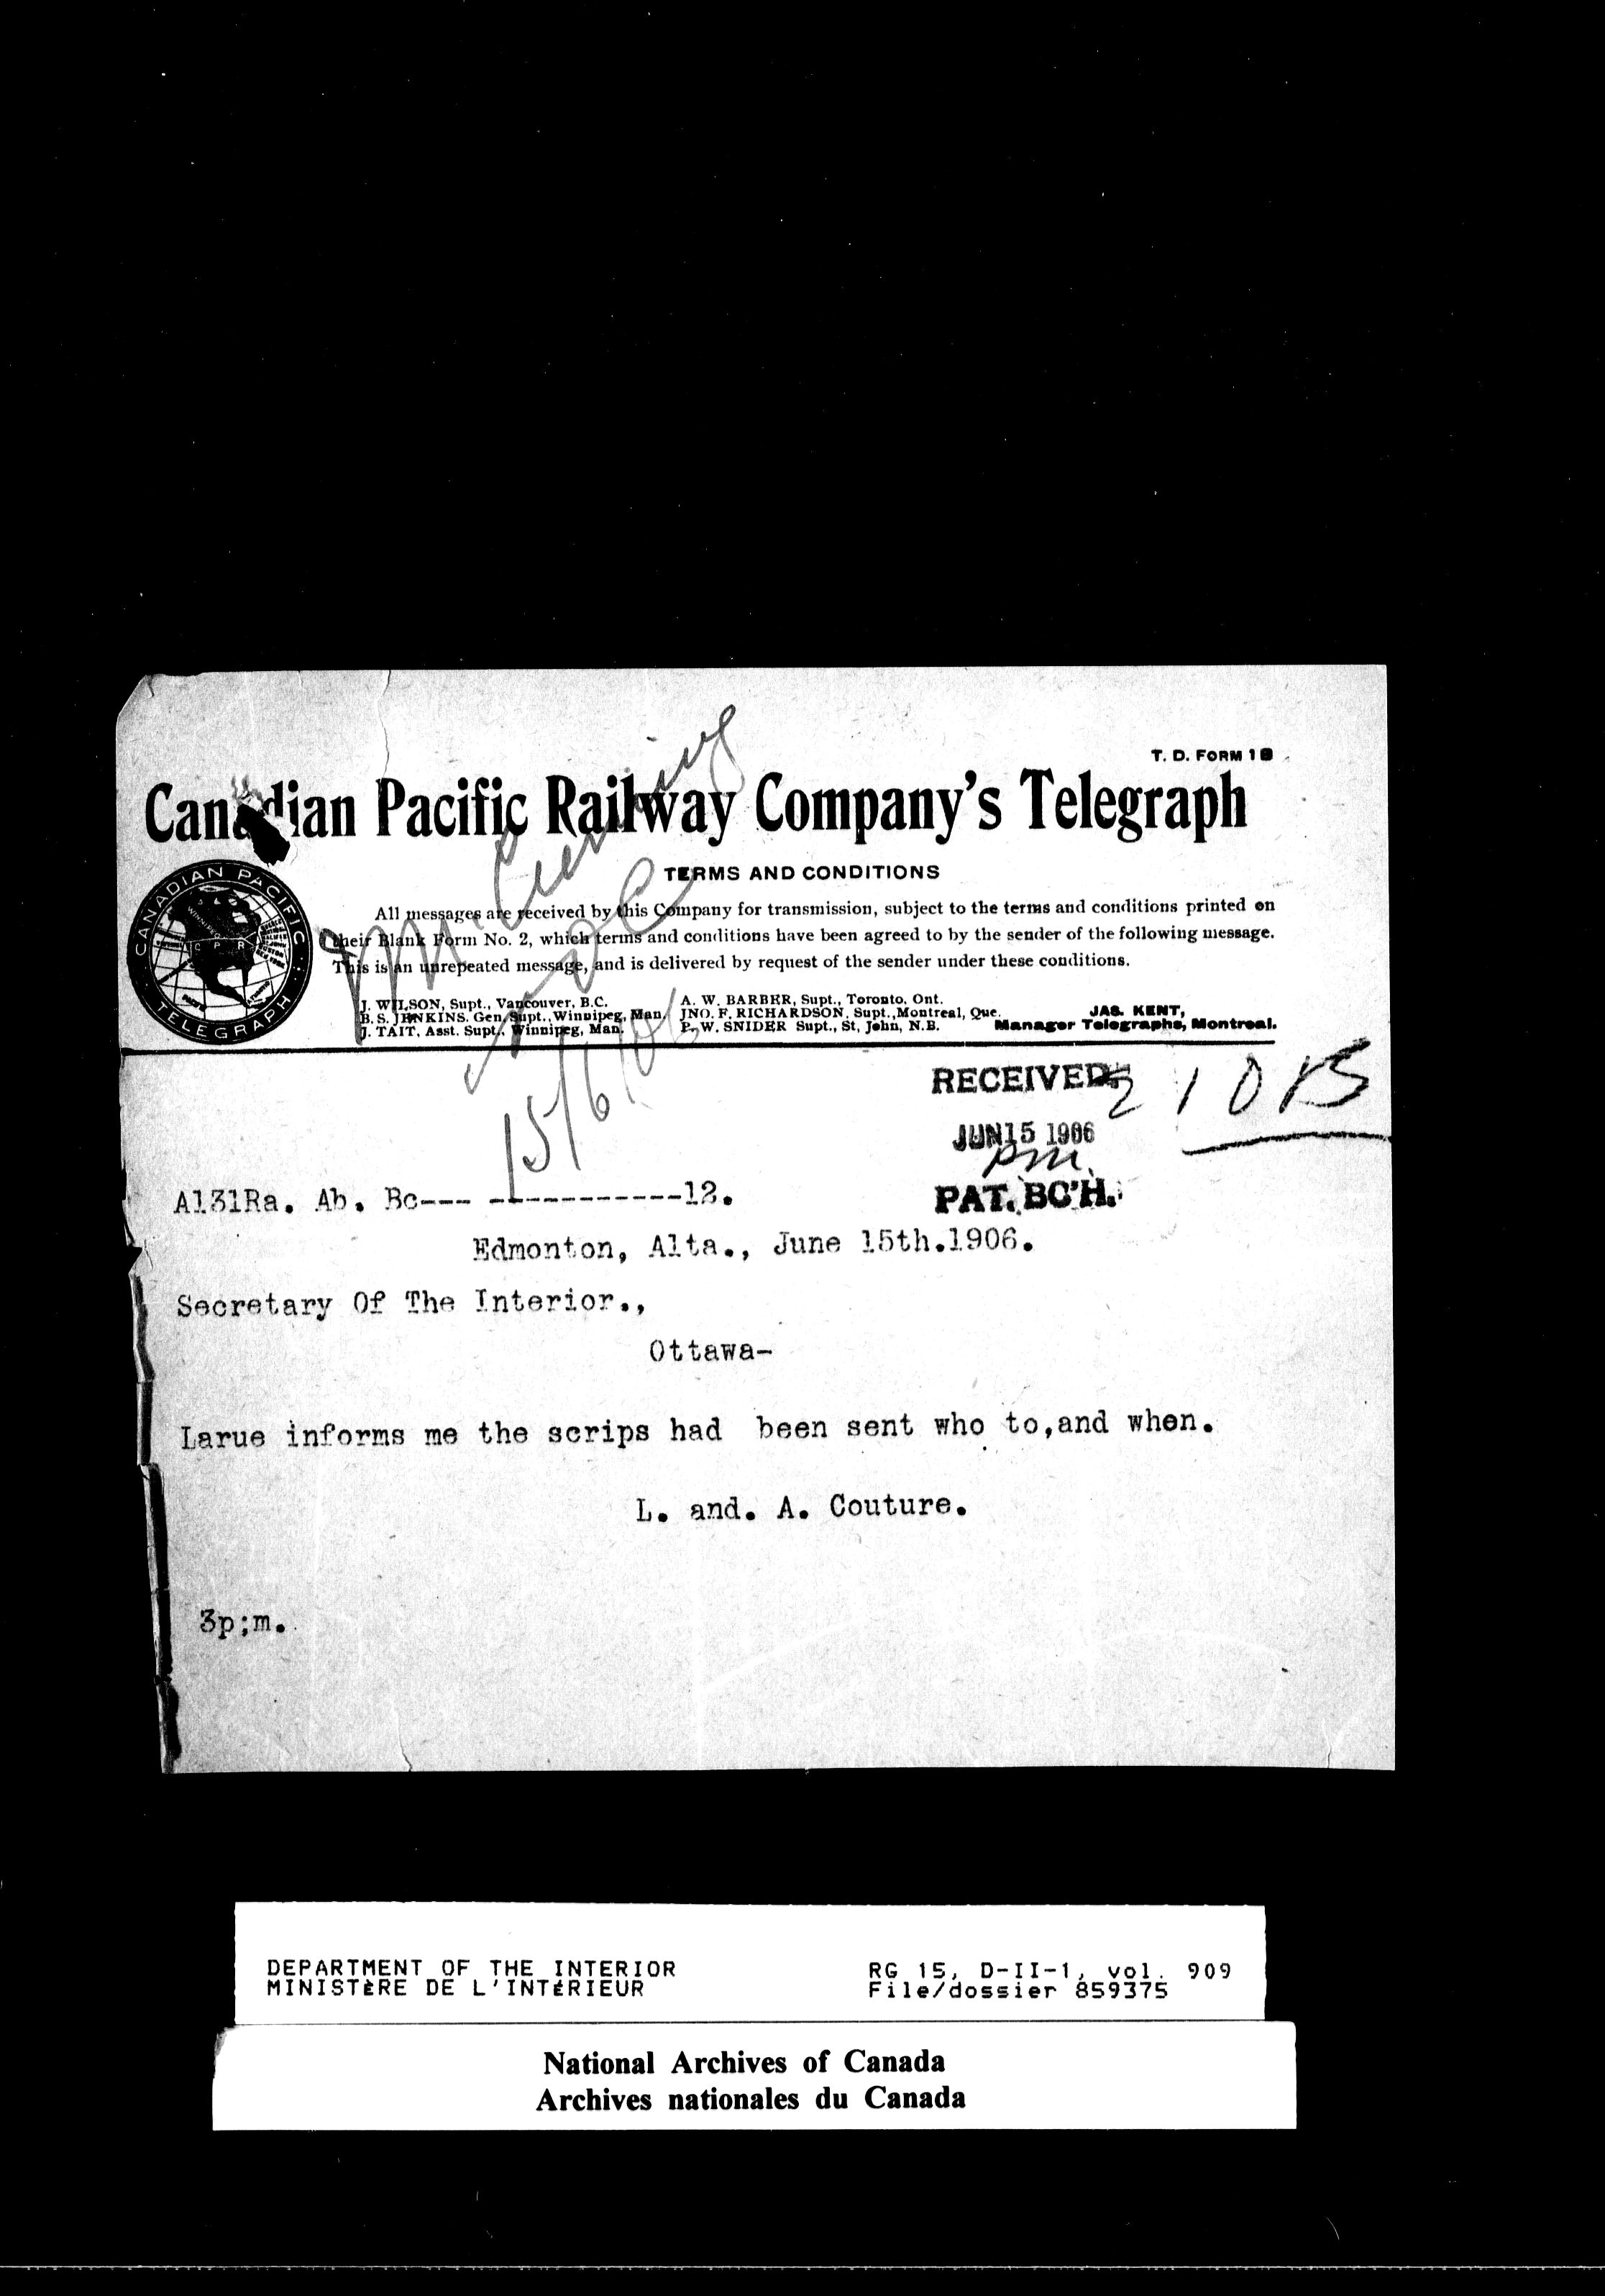 T. D. FORM 1
Canadian Pacific Railway Company's Telegraph
TERMS AND CONDITIONS
All messages are received by this Company for transmission, subject to the terms and conditions printed on
their Blank Form No. 2, which terms and conditions have been agreed to by the sender of the following message.
This is an unrepeated message, and is delivered by request of the sender under these conditions.
CANADIAN PACIFIC
C P R
TELEGRAPH
J. WILSON, Supt., Vancouver, B.C.
B. S. JENKINS. Gen. Supt., Winnipeg, Man.
J. TAIT, Asst. Supt., Winnipeg, Man.
A. W. BARBER, Supt., Toronto, Ont.
JNO. F. RICHARDSON, Supt., Montreal, Que.
P. W. SNIDER Supt., St, John, N.B.
JAS. KENT,
Manager Telegraphs, Montreal.
15/6/06
RECEIVED
JUN 15 1906
pm.
PAT. BC'H.
A131Ra. Ab. Bc--- ------------12.
Edmonton, Alta., June 15th.1906.
Secretary Of The Interior.,
Ottawa-
Larue informs me the scrips had been sent who to,and when.
L. and. A. Couture.
3p;m.
DEPARTMENT OF THE INTERIOR
MINISTÈRE DE L'INTÉRIEUR
RG 15, D-II-1, vol. 909
File/dossier 859375
National Archives of Canada
Archives nationales du Canada